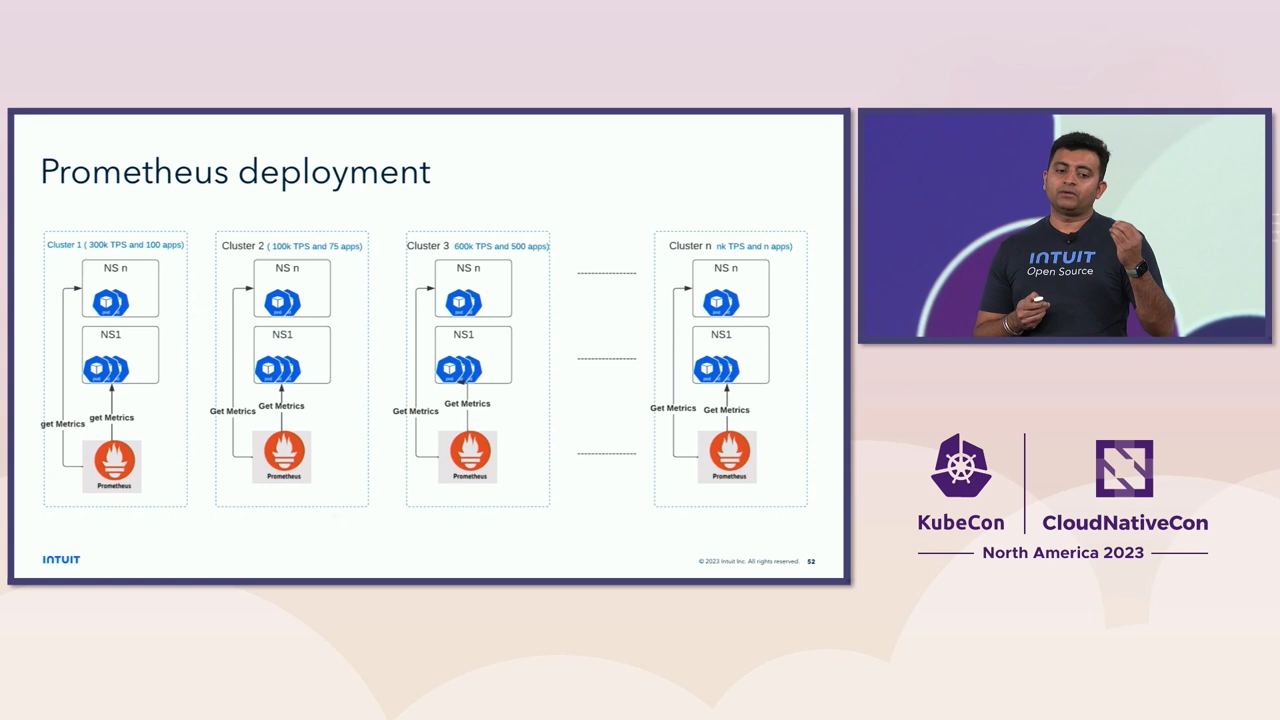 Prometheus deployment
Cluster 1 ( 300k TPS and 100 apps)
NS n
NS1
get Metrics
get Metrics
Prometheus
Cluster 2 ( 100k TPS and 75 apps)
NS n
NS1
Get Metrics
Get Metrics
Prometheus
Cluster 3 600k TPS and 500 apps)
NS n
NS1
Get Metrics
Get Metrics
Prometheus
Cluster n nk TPS and n apps)
NS n
NS1
Get Metrics
Get Metrics
Prometheus
INTUIT
© 2023 Intuit Inc. All rights reserved. 52
INTUIT
Open Source
KubeCon
CloudNativeCon
North America 2023